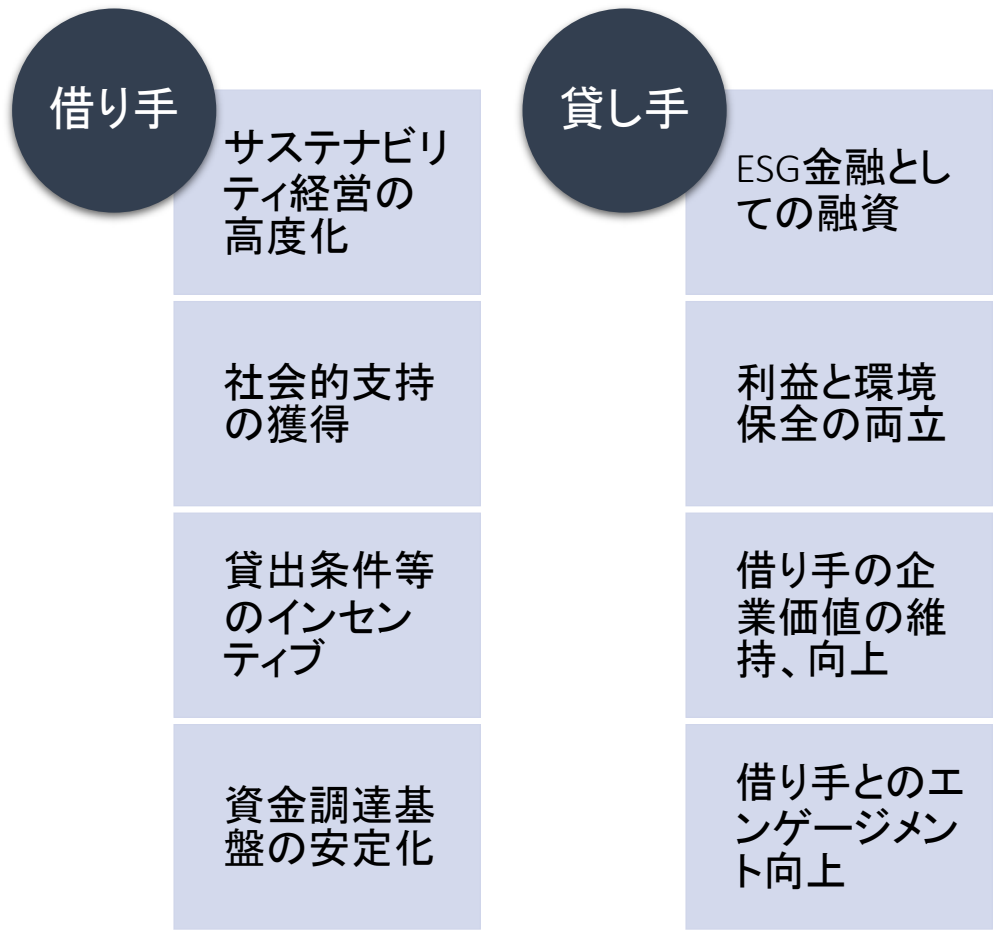 借り手
サステナビリ
ティ経営の
高度化
社会的支持
の獲得
貸出条件等
のインセン
ティブ
資金調達基
盤の安定化
貸し手
ESG金融とし
ての融資
利益と環境
保全の両立
借り手の企
業価値の維
持、向上
借り手とのエ
ンゲージメン
ト向上